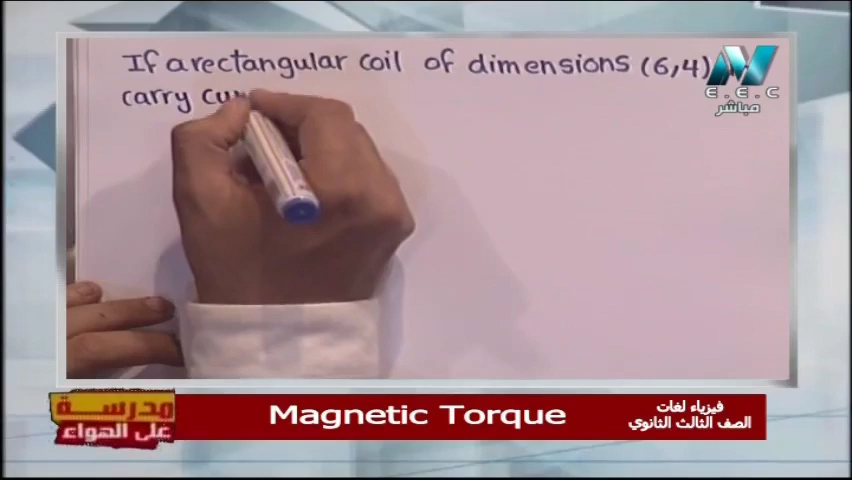 If a rectangular coil of dimensions (6,4)
carry
E.E.C
مباشر
مدرسة
على الهواء
Magnetic Torque
فيزياء لغات
الصف الثالث الثانوي